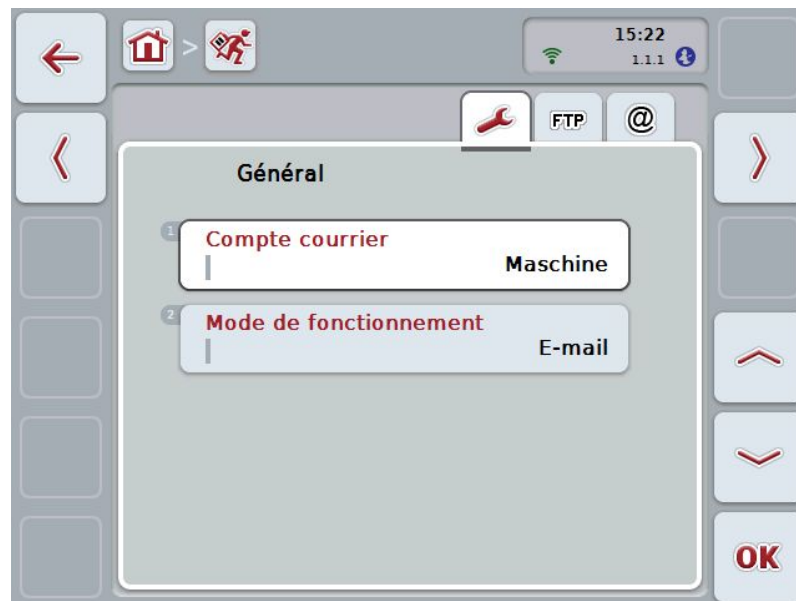 >
15:22
1.1.1
FTP
@
Général
1
Compte courrier
Maschine
2
Mode de fonctionnement
E-mail
OK